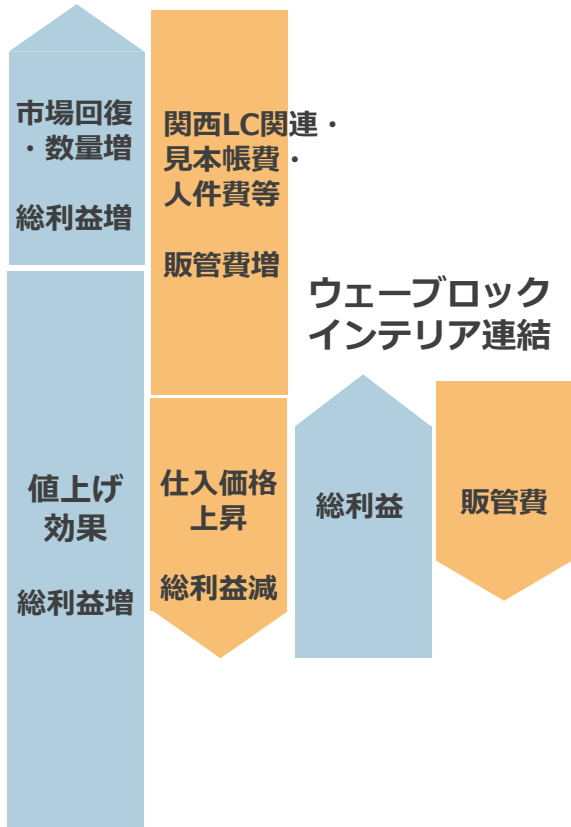 市場回復
・数量増
総利益増
関西LC関連・
見本帳費・
人件費等
販管費増
ウェーブロック
インテリア連結
値上げ
効果
総利益増
仕入価格
上昇
総利益減
総利益
販管費